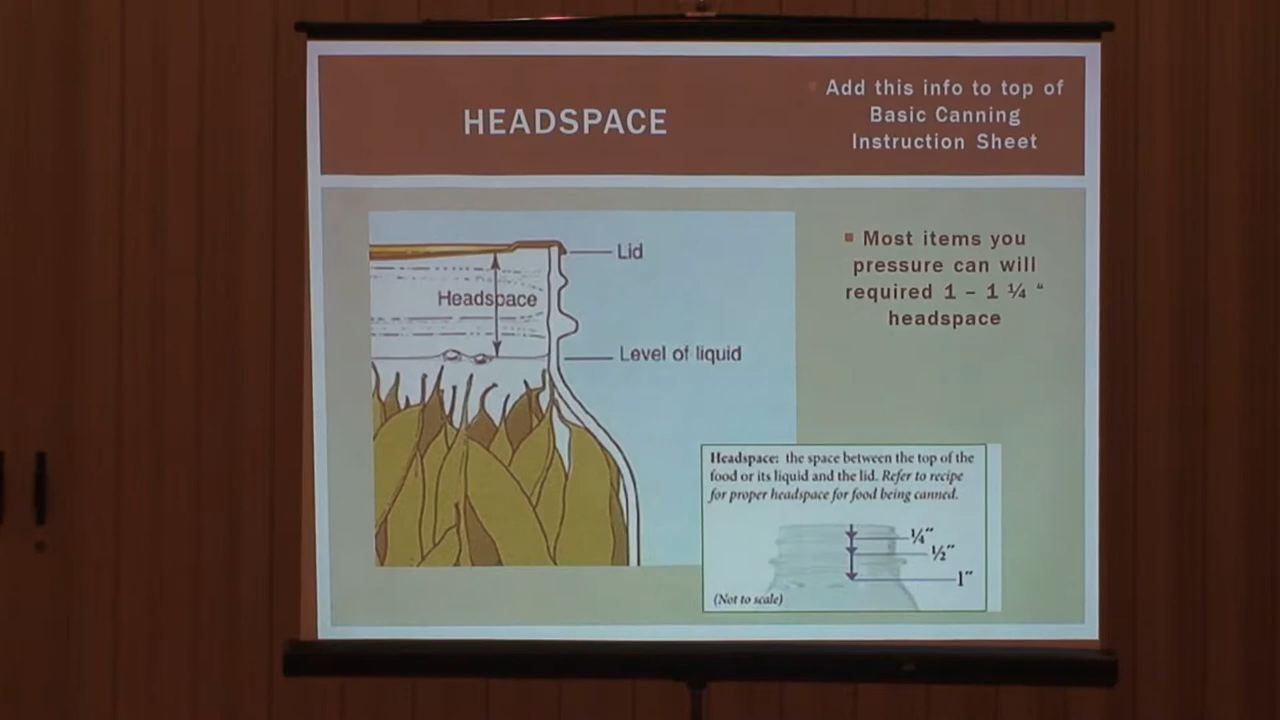 HEADSPACE
Add this info to top of
Basic Canning
Instruction Sheet
Lid
Headspace
Level of liquid
Most items you
pressure can will
required 1 – 1 ¼ “
headspace
Headspace: the space between the top of the
food or its liquid and the lid. Refer to recipe
for proper headspace for food being canned.
¼″
½″
1″
(Not to scale)